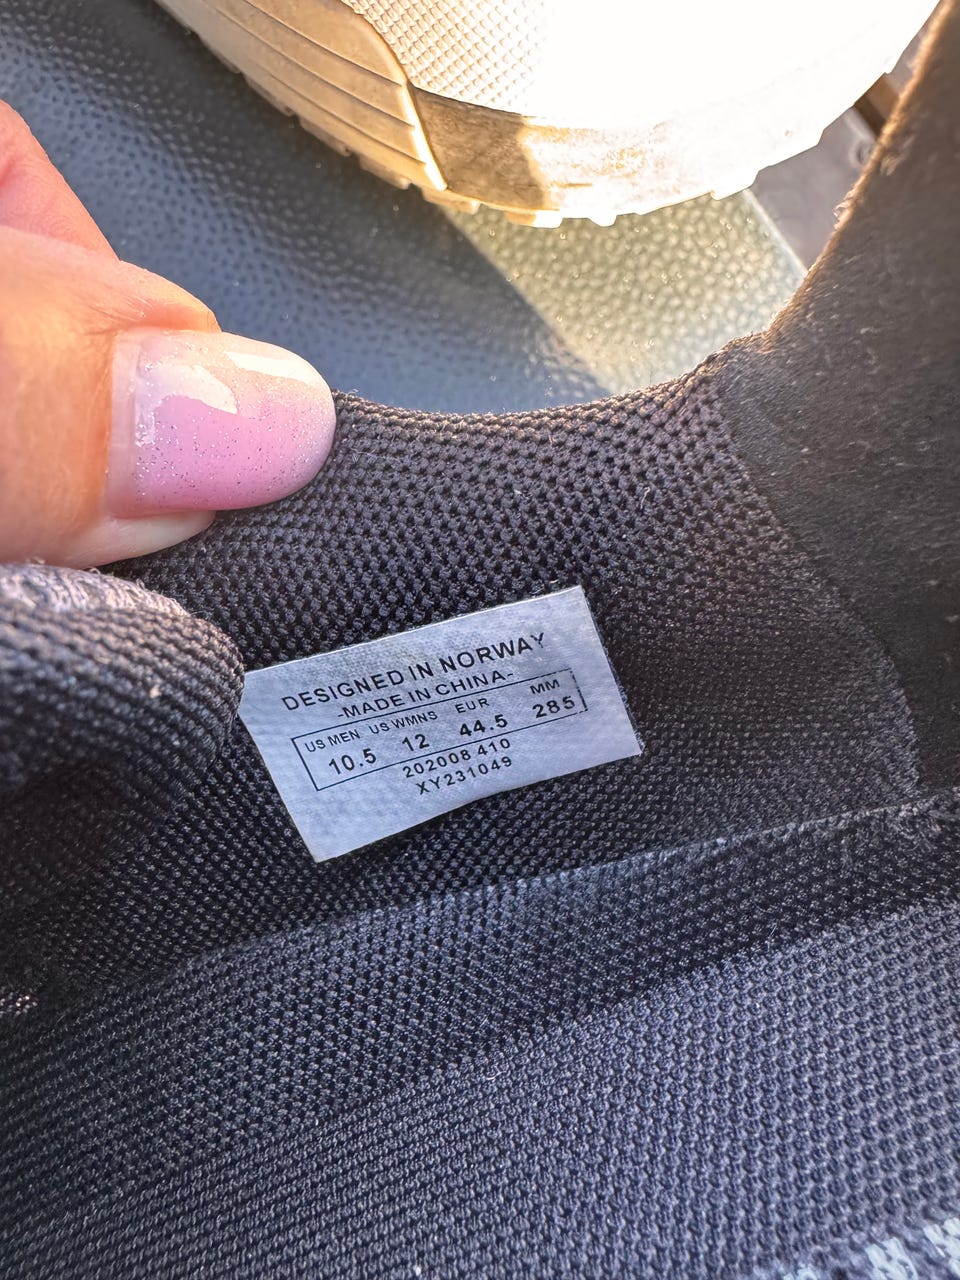 DESIGNED IN NORWAY
-MADE IN CHINA-
US MEN US WMNS EUR MM
10.5 12 44.5 285
202008 410
XY231049